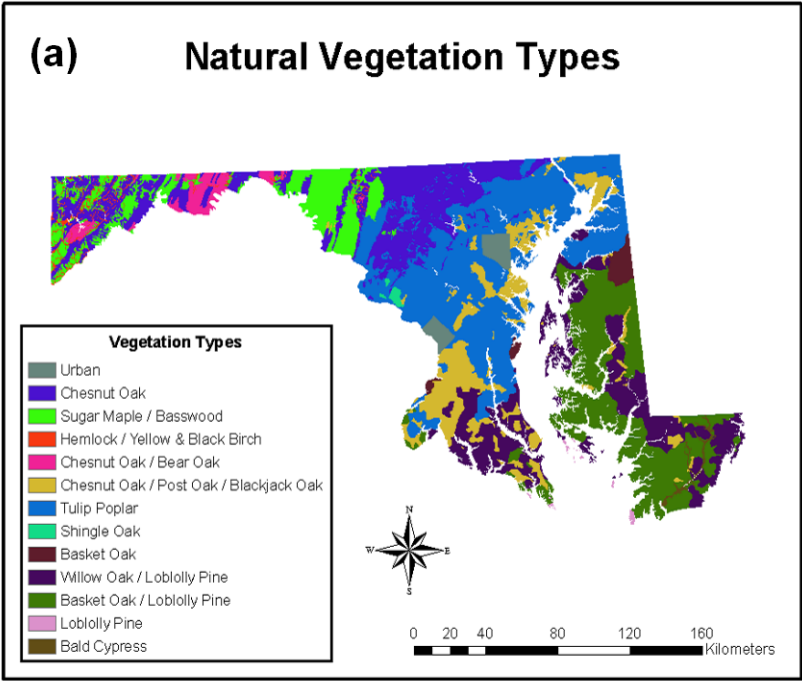 (a) Natural Vegetation Types
Vegetation Types
Urban
Chesnut Oak
Sugar Maple / Basswood
Hemlock / Yellow & Black Birch
Chesnut Oak / Bear Oak
Chesnut Oak / Post Oak / Blackjack Oak
Tulip Poplar
Shingle Oak
Basket Oak
Willow Oak / Loblolly Pine
Basket Oak / Loblolly Pine
Loblolly Pine
Bald Cypress
N
W E
S
0 20 40 80 120 160
Kilometers